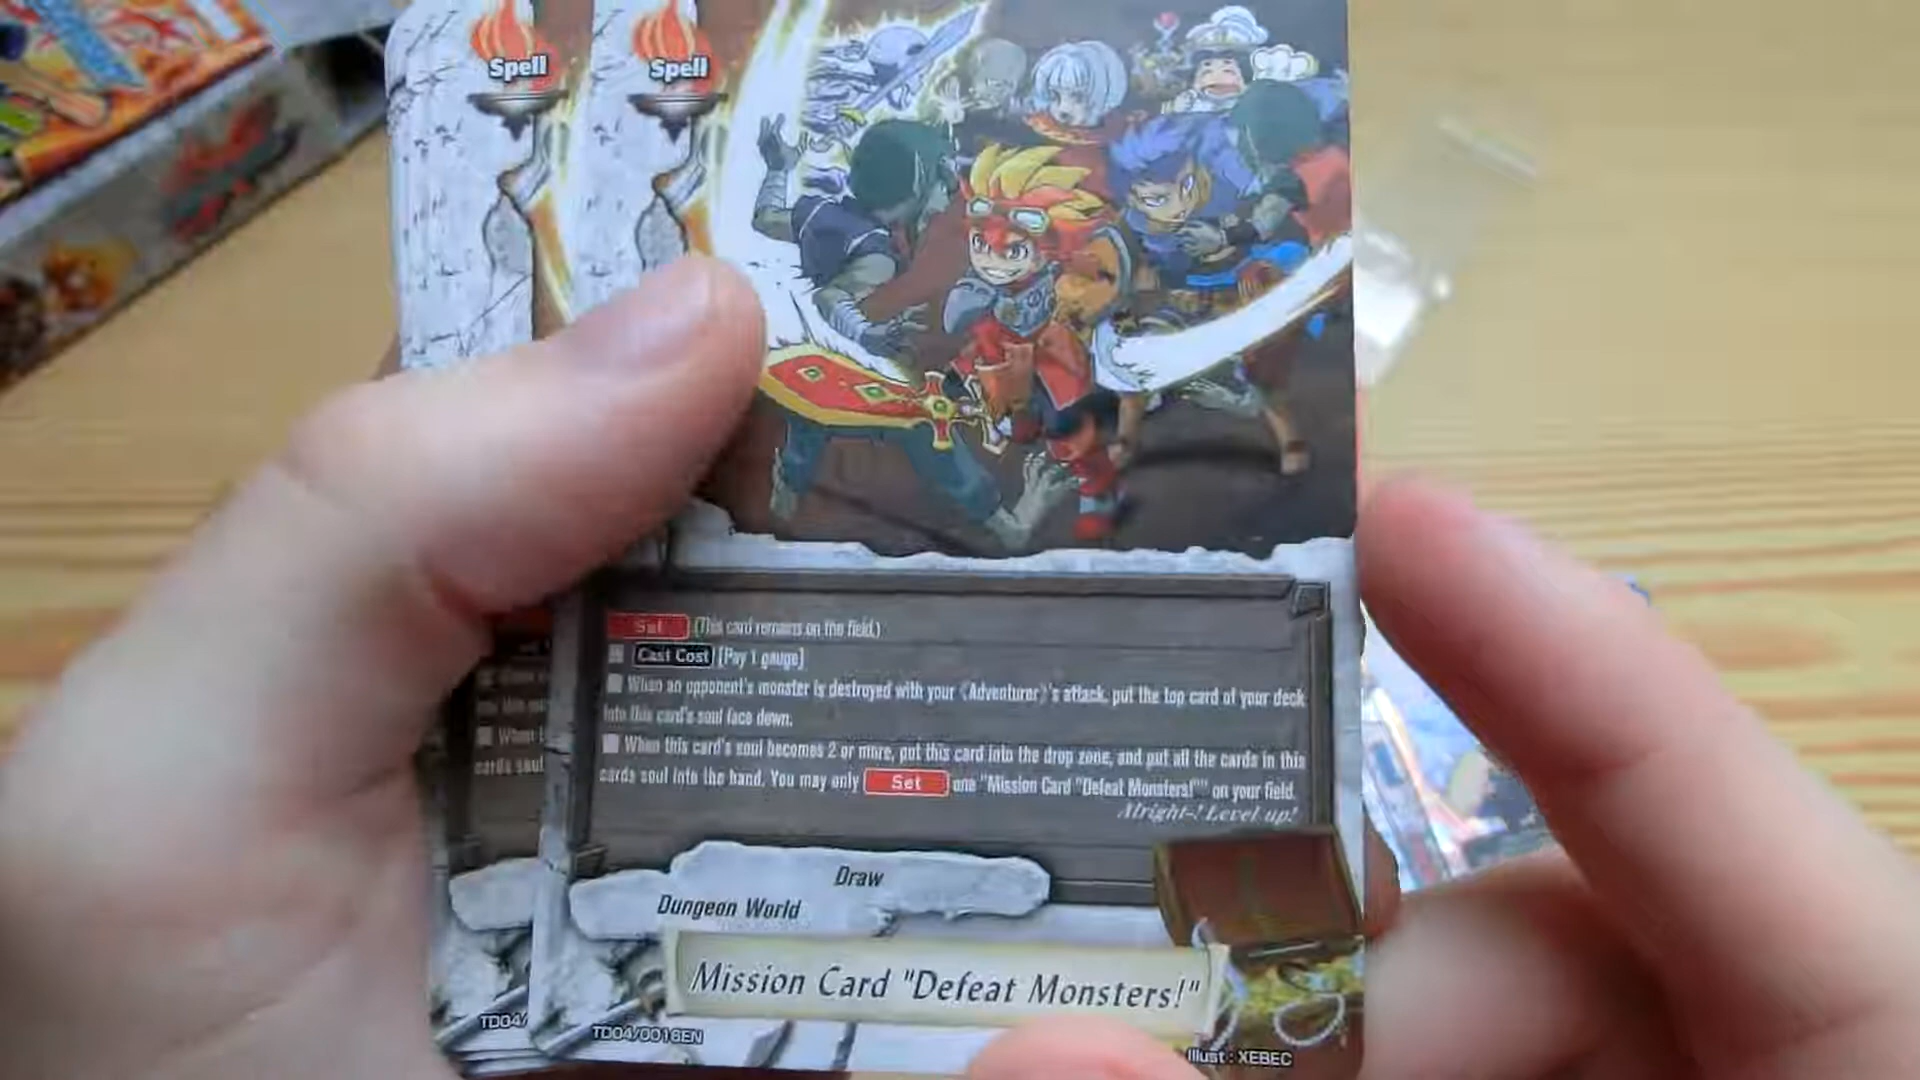 Spell
Spell
Set (This card remains on the field.)
Cast Cost [Pay 1 gauge]
When an opponent's monster is destroyed with your 《Adventurer》's attack, put the top card of your deck
into this card's soul face down.
When this card's soul becomes 2 or more, put this card into the drop zone, and put all the cards in this
cards soul into the hand. You may only Set one "Mission Card "Defeat Monsters!"" on your field.
Alright-! Level up!
cards soul
Draw
Dungeon World
Mission Card "Defeat Monsters!"
TD04/
TD04/0016EN
Illust : XEBEC